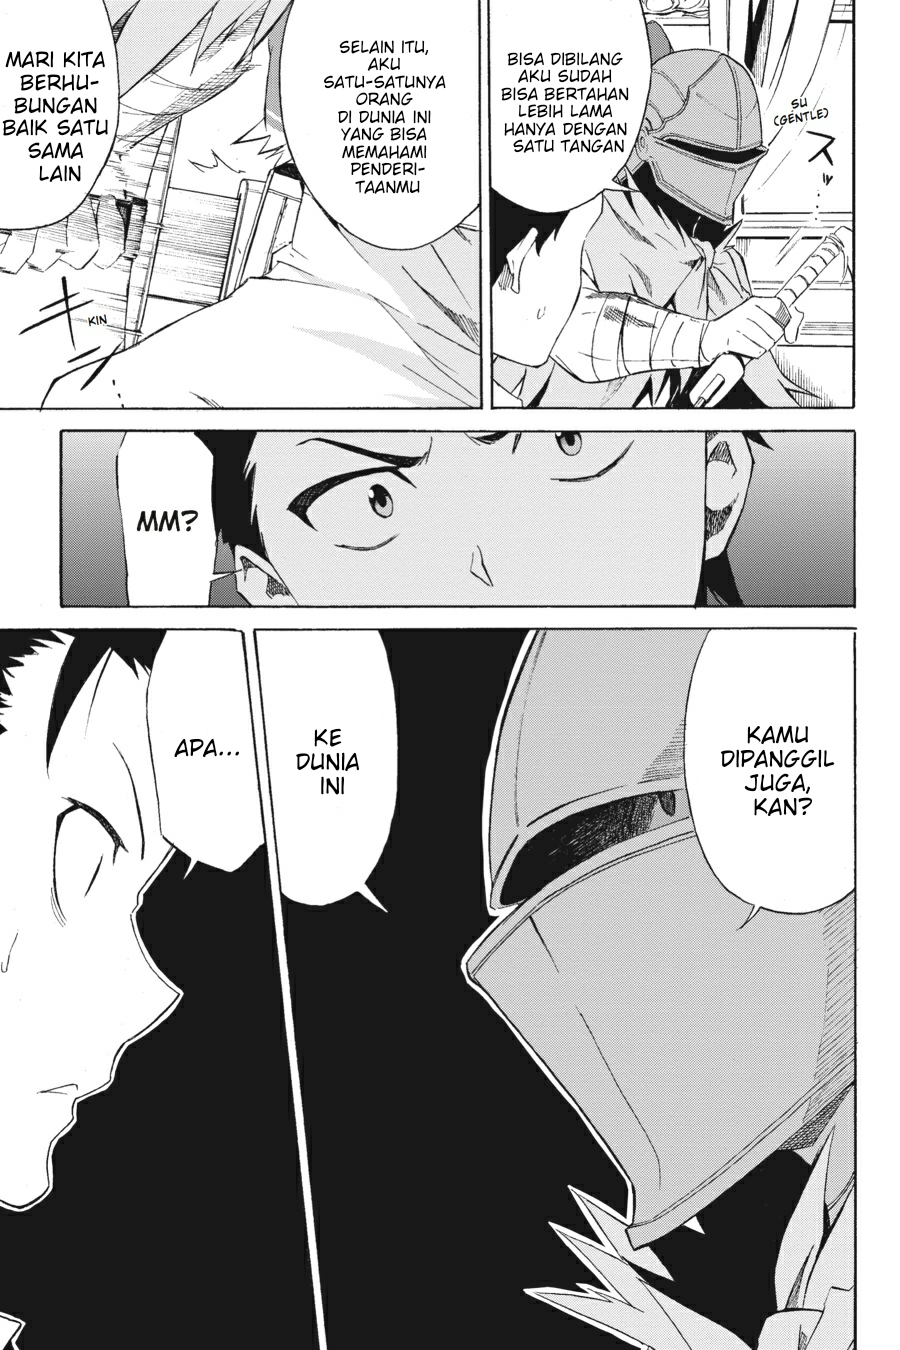 BISA DIBILANG
AKU SUDAH
BISA BERTAHAN
LEBIH LAMA
HANYA DENGAN
SATU TANGAN
SU
(GENTLE)
スッ
SELAIN ITU,
AKU
SATU-SATUNYA
ORANG
DI DUNIA INI
YANG BISA
MEMAHAMI
PENDERI-
TAANMU
MARI KITA
BERHU-
BUNGAN
BAIK SATU
SAMA
LAIN
KIN
MM?
KAMU
DIPANGGIL
JUGA,
KAN?
KE
DUNIA
INI
APA...